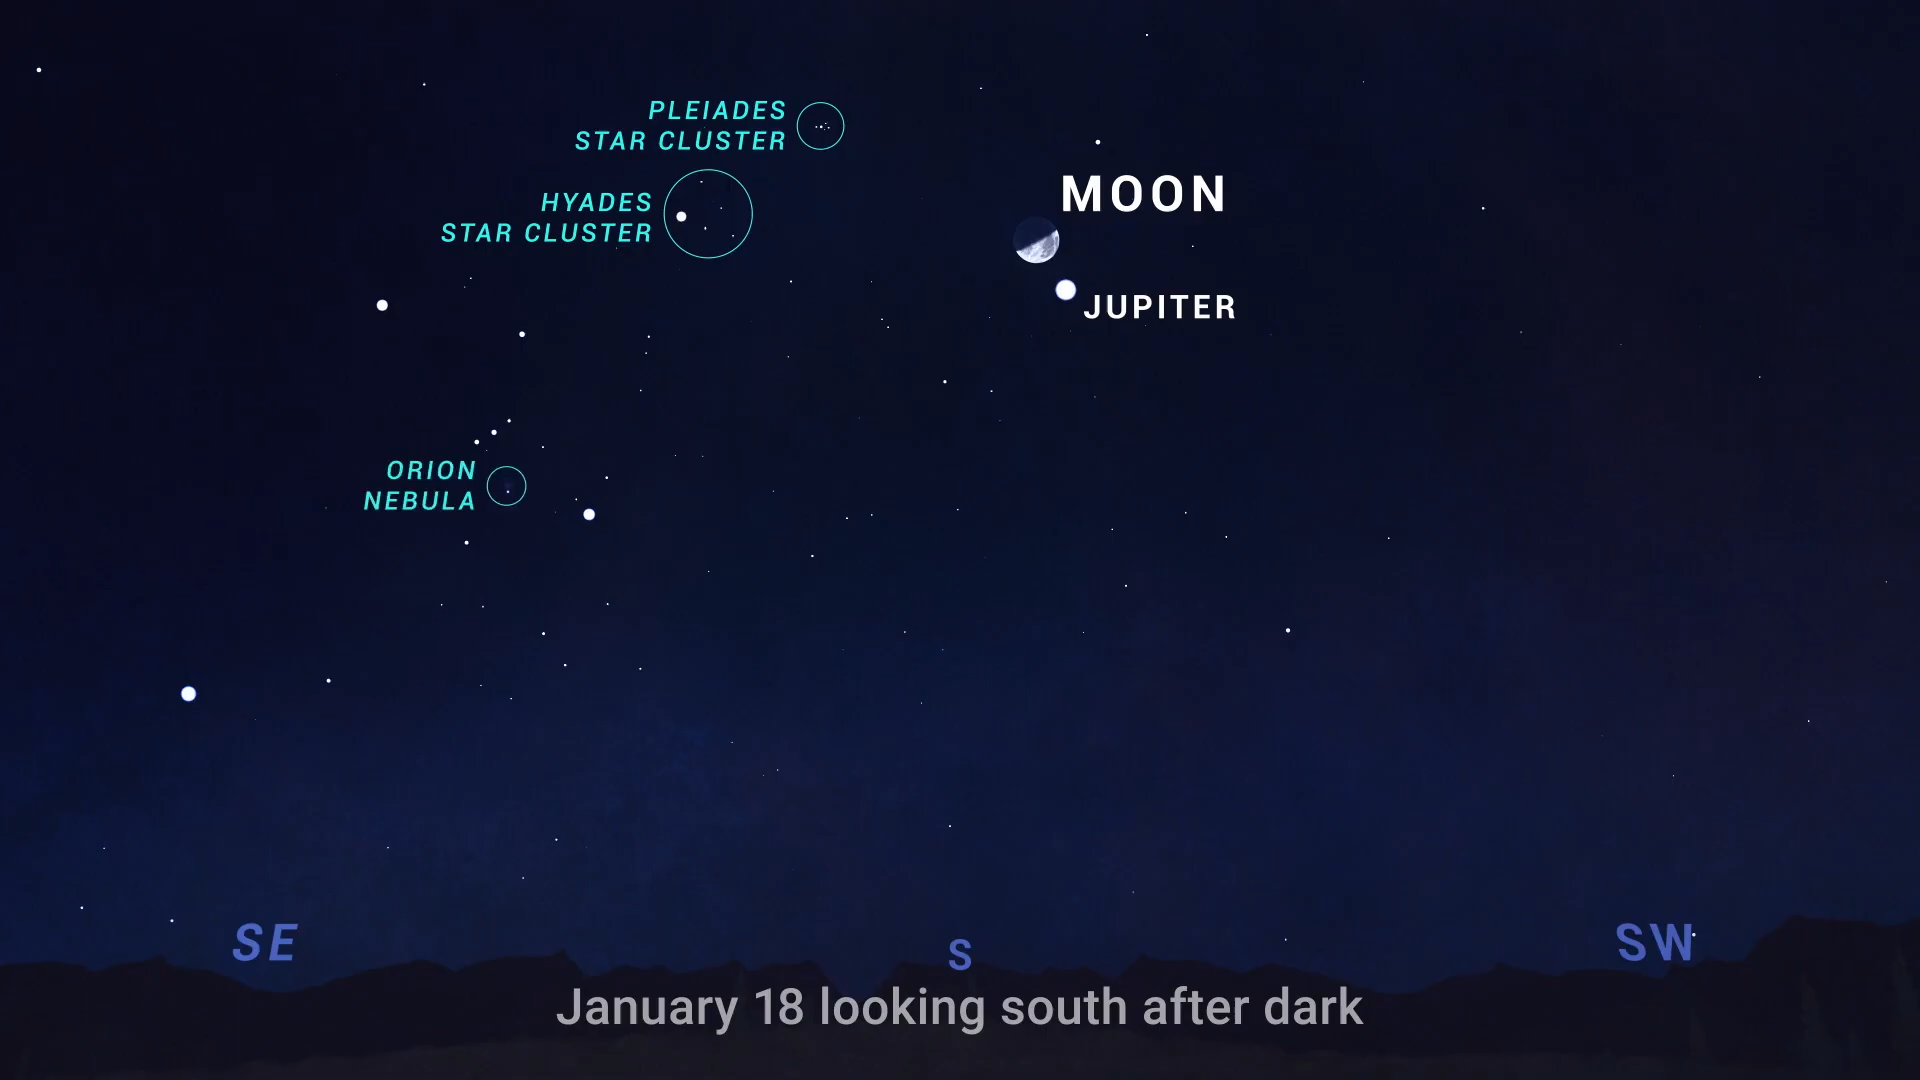 PLEIADES
STAR CLUSTER
MOON
HYADES
STAR CLUSTER
JUPITER
ORION
NEBULA
SE
S
SW
January 18 looking south after dark